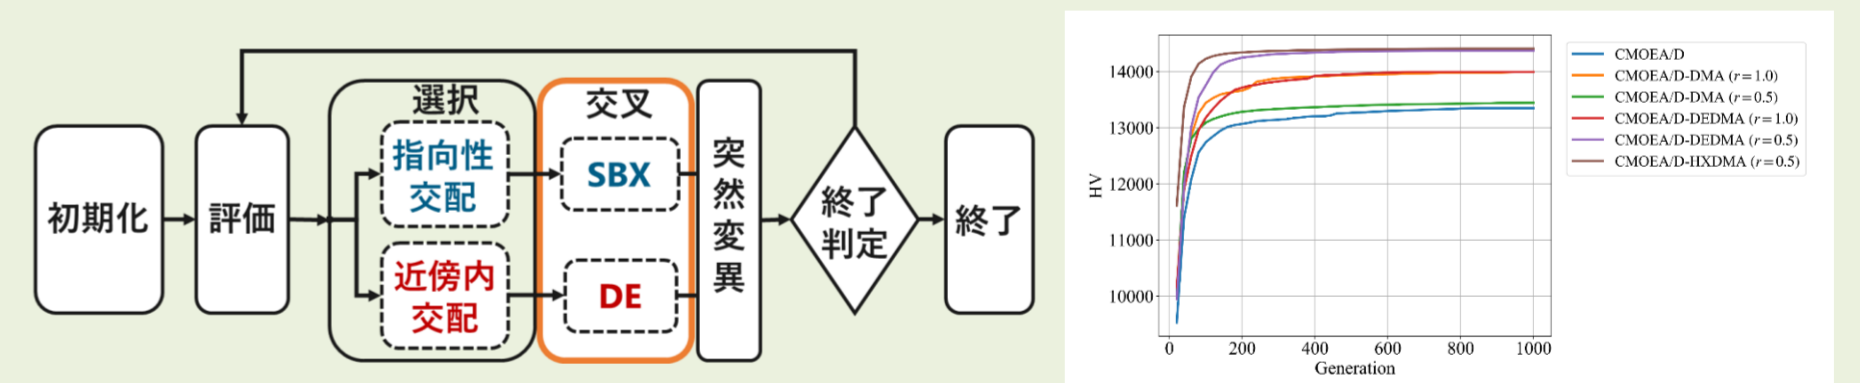 初期化
評価
選択
指向性
交配
近傍内
交配
交叉
SBX
DE
突然変異
終了
判定
終了
HV
14000
13000
12000
11000
10000
0 200 400 600 800 1000
Generation
CMOEA/D
CMOEA/D-DMA (r=1.0)
CMOEA/D-DMA (r=0.5)
CMOEA/D-DEDMA (r=1.0)
CMOEA/D-DEDMA (r=0.5)
CMOEA/D-HXDMA (r=0.5)